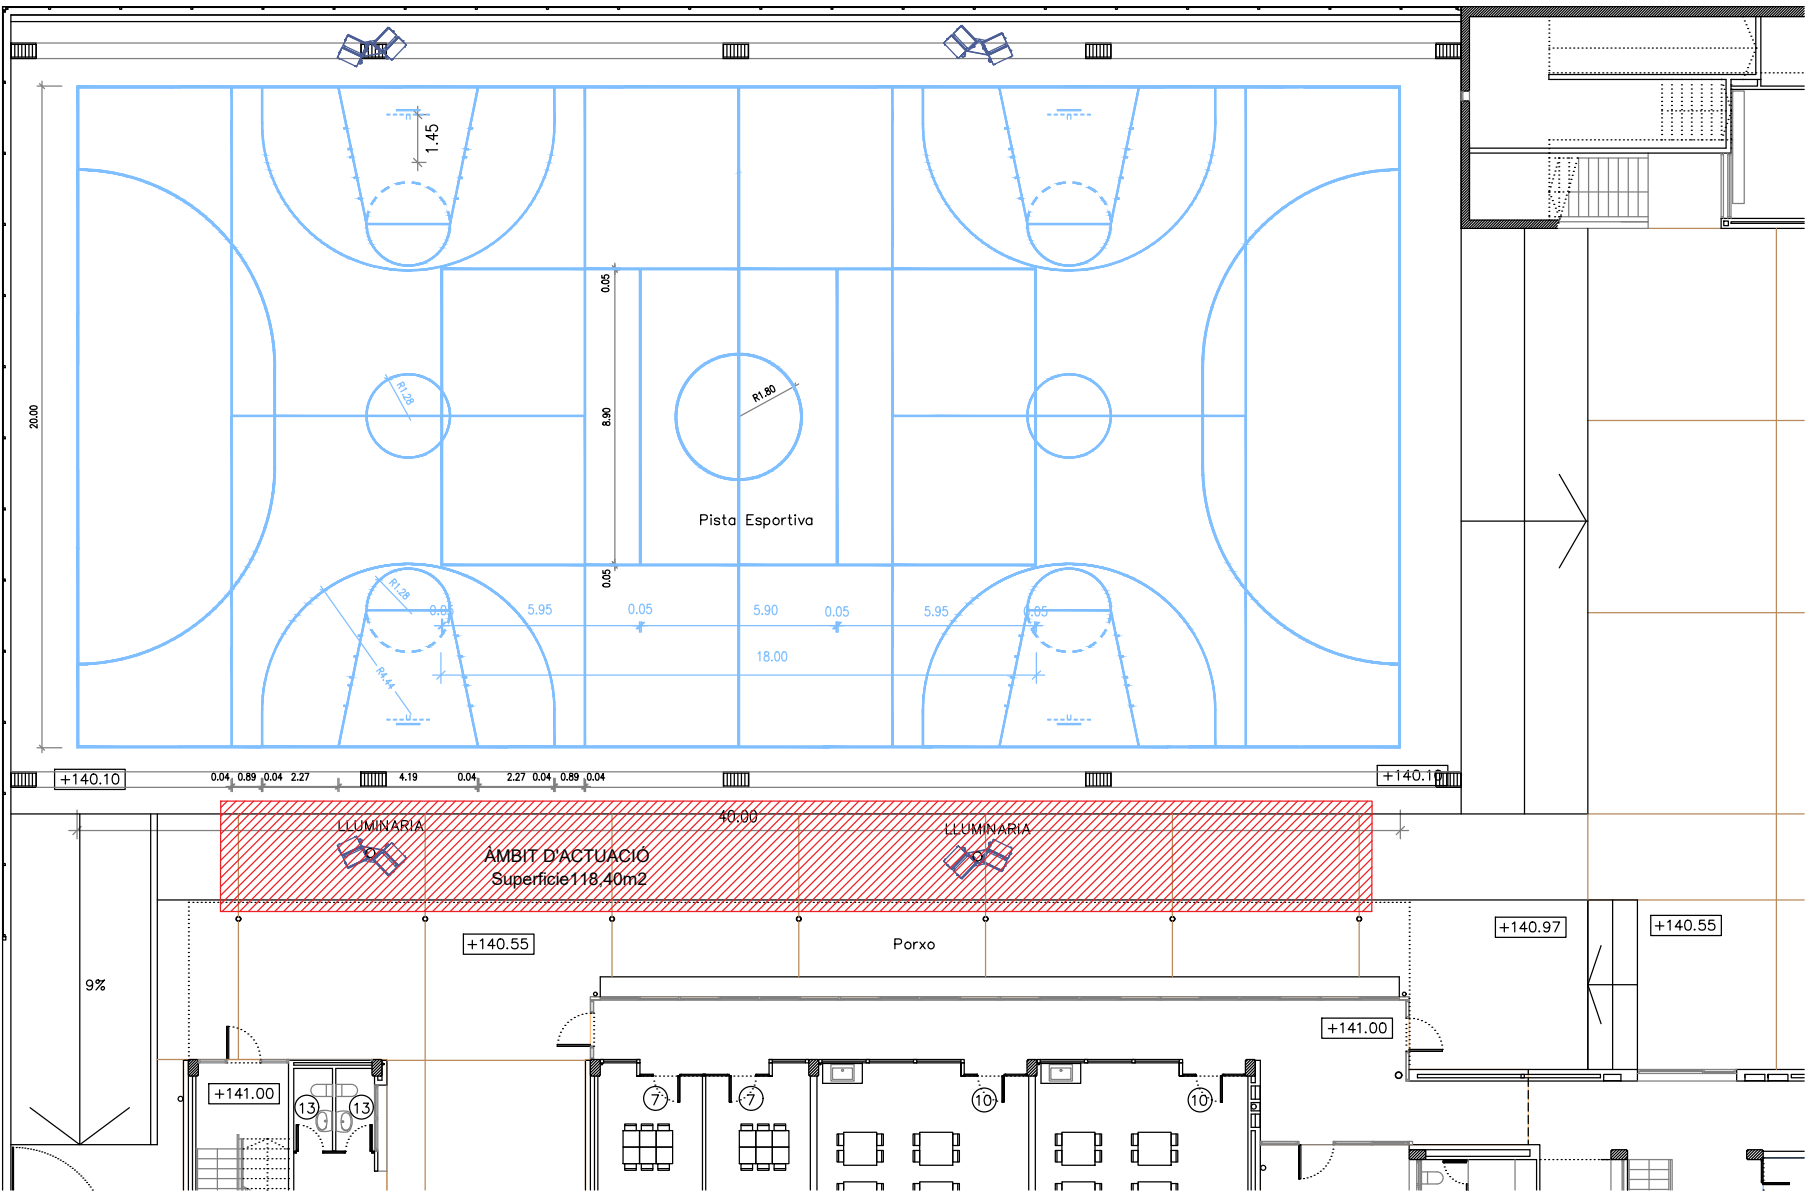 1.45
0.05
20.00
R1.28
8.90
R1.80
Pista Esportiva
0.05
R1.28
0.05 5.95 0.05 5.90 0.05 5.95 0.05
18.00
R4.44
+140.10
0.04 0.89 0.04 2.27 4.19 0.04 2.27 0.04 0.89 0.04
+140.10
40.00
LLUMINARIA
LLUMINARIA
ÀMBIT D'ACTUACIÓ
Superficie118,40m2
+140.55
Porxo
+140.97
+140.55
9%
+141.00
+141.00
13 13
7 7 10 10